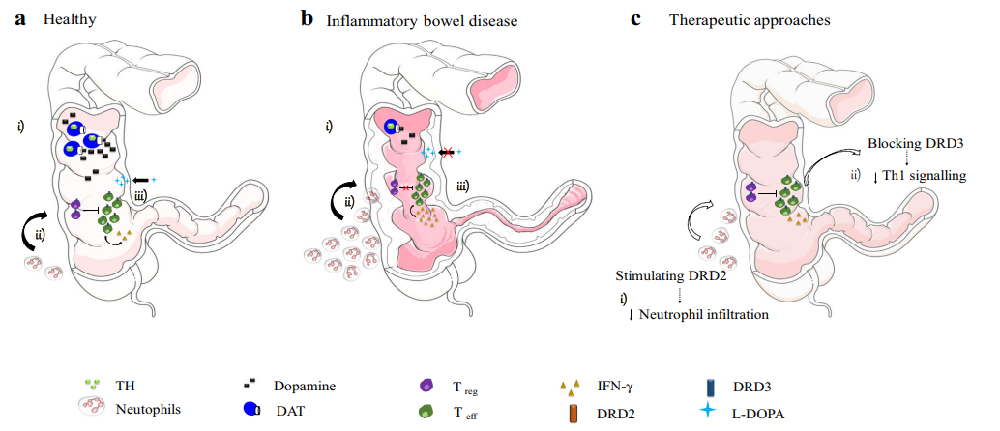 a Healthy
b Inflammatory bowel disease
c Therapeutic approaches
i)
ii)
iii)
i)
ii)
iii)
Blocking DRD3
ii) ↓ Th1 signalling
Stimulating DRD2
i)
↓ Neutrophil infiltration
TH
Neutophils
Dopamine
DAT
T reg
T eff
IFN-γ
DRD2
DRD3
L-DOPA